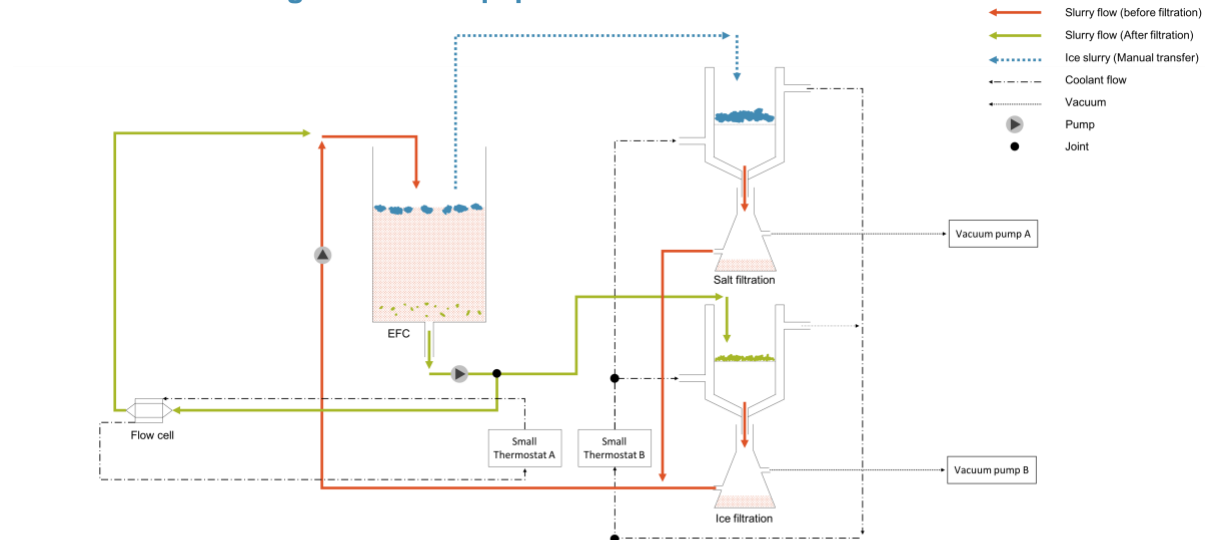 Slurry flow (before filtration)
Slurry flow (After filtration)
Ice slurry (Manual transfer)
Coolant flow
Vacuum
Pump
Joint
Vacuum pump A
Salt filtration
EFC
Flow cell
Small
Thermostat A
Small
Thermostat B
Vacuum pump B
Ice filtration